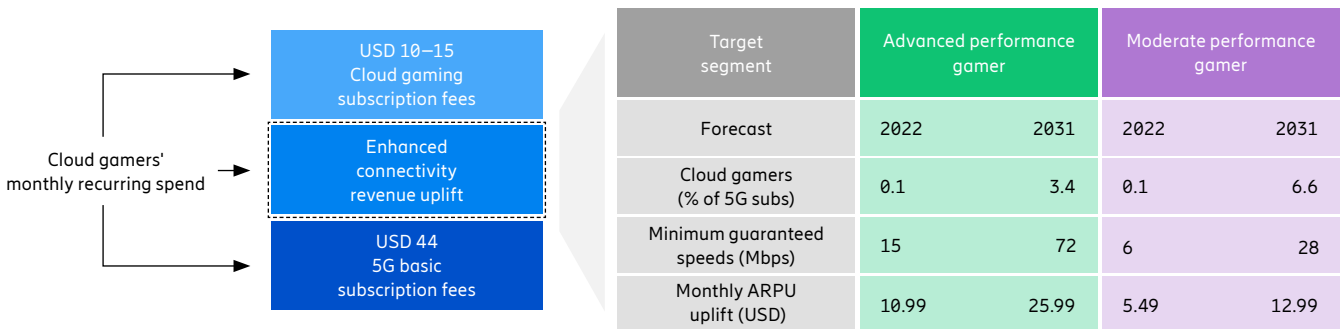 Cloud gamers'
monthly recurring spend
USD 10–15
Cloud gaming
subscription fees
Enhanced
connectivity
revenue uplift
USD 44
5G basic
subscription fees
Target
segment
Advanced performance
gamer
Moderate performance
gamer
Forecast
2022 2031 2022 2031
Cloud gamers
(% of 5G subs)
0.1 3.4 0.1 6.6
Minimum guaranteed
speeds (Mbps)
15 72 6 28
Monthly ARPU
uplift (USD)
10.99 25.99 5.49 12.99